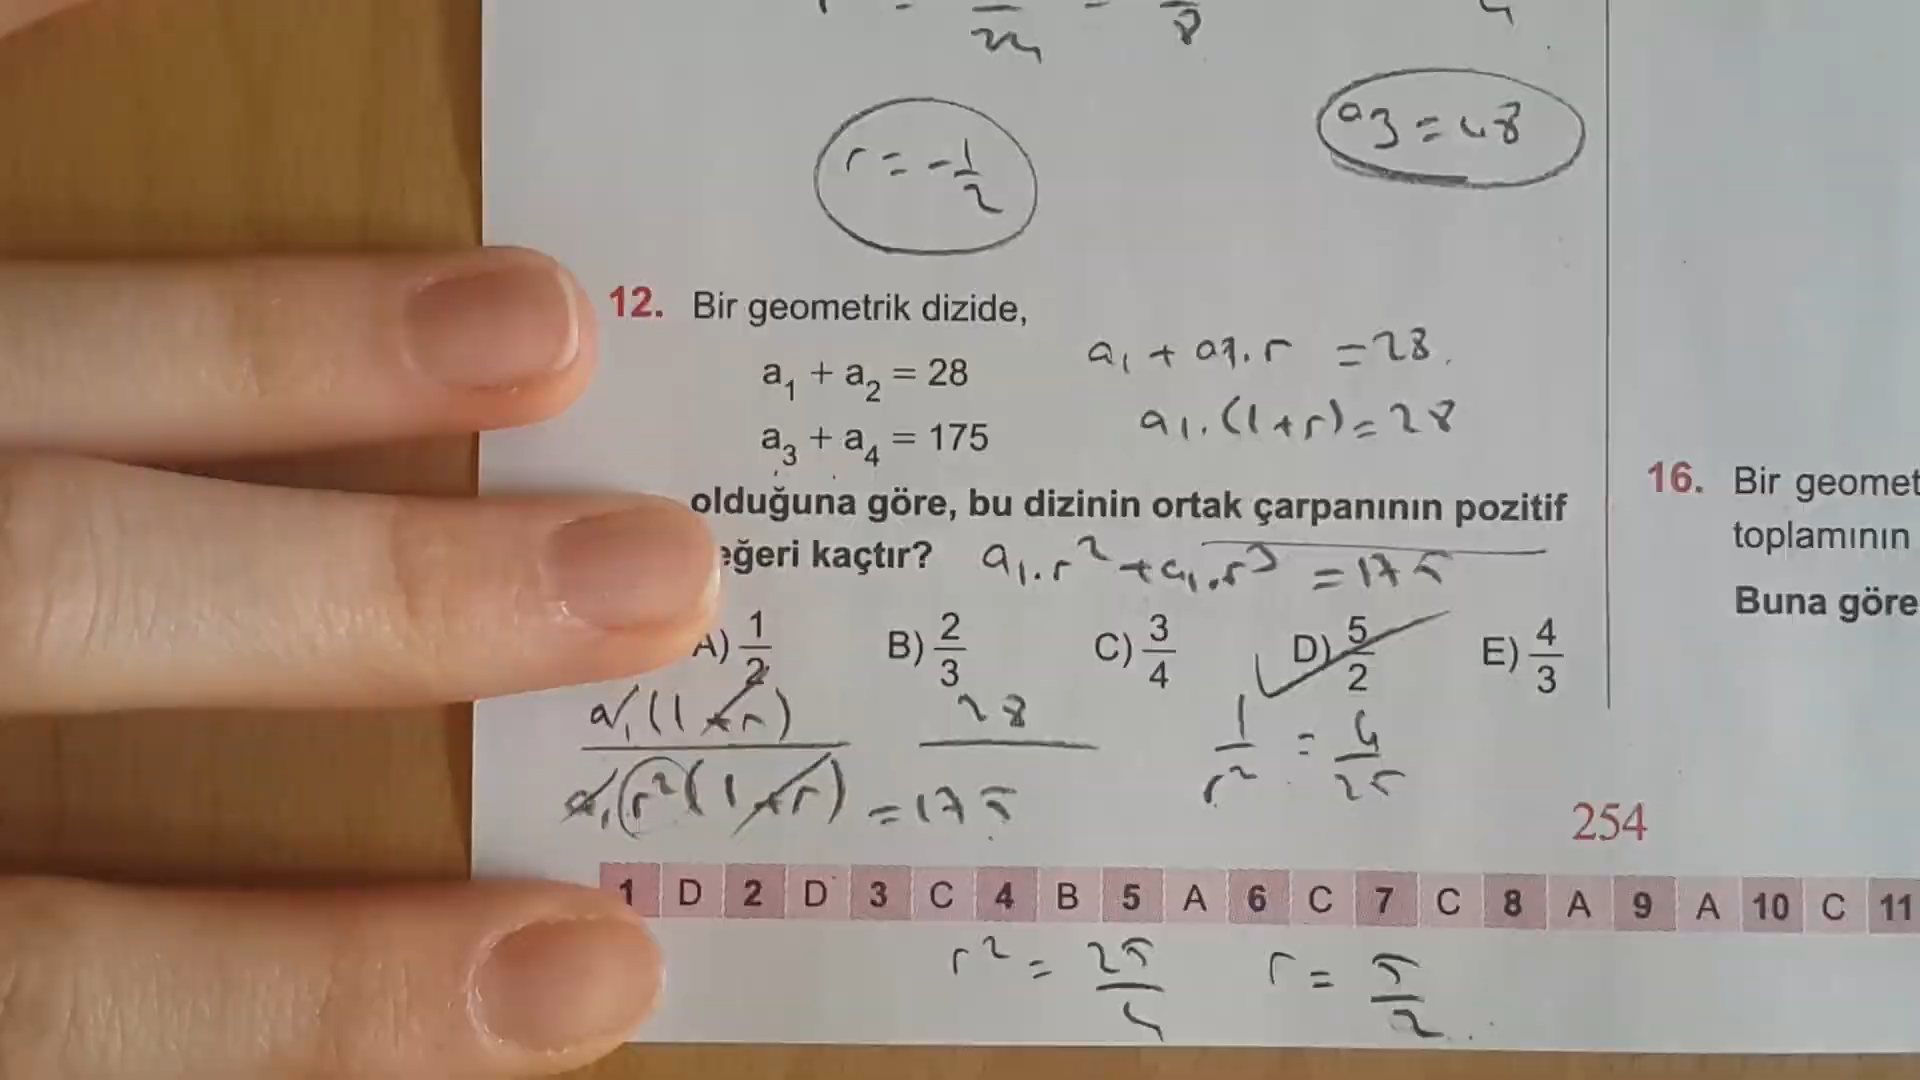 24 8
r = -1/2
a3 = 48
12. Bir geometrik dizide,
a1 + a2 = 28
a1 + a1.r = 28.
a3 + a4 = 175
a1.(1+r) = 28
olduğuna göre, bu dizinin ortak çarpanının pozitif
eğeri kaçtır?
a1.r² + a1.r³ = 175
A) 1/2 B) 2/3 C) 3/4 D) 5/2 E) 4/3
a1(1+r) / a1 r²(1+r) = 28 / 175
1/r² = 4/25
254
1 D 2 D 3 C 4 B 5 A 6 C 7 C 8 A 9 A 10 C 11
r² = 25/4 r = 5/2
16. Bir geomet
toplamının
Buna göre